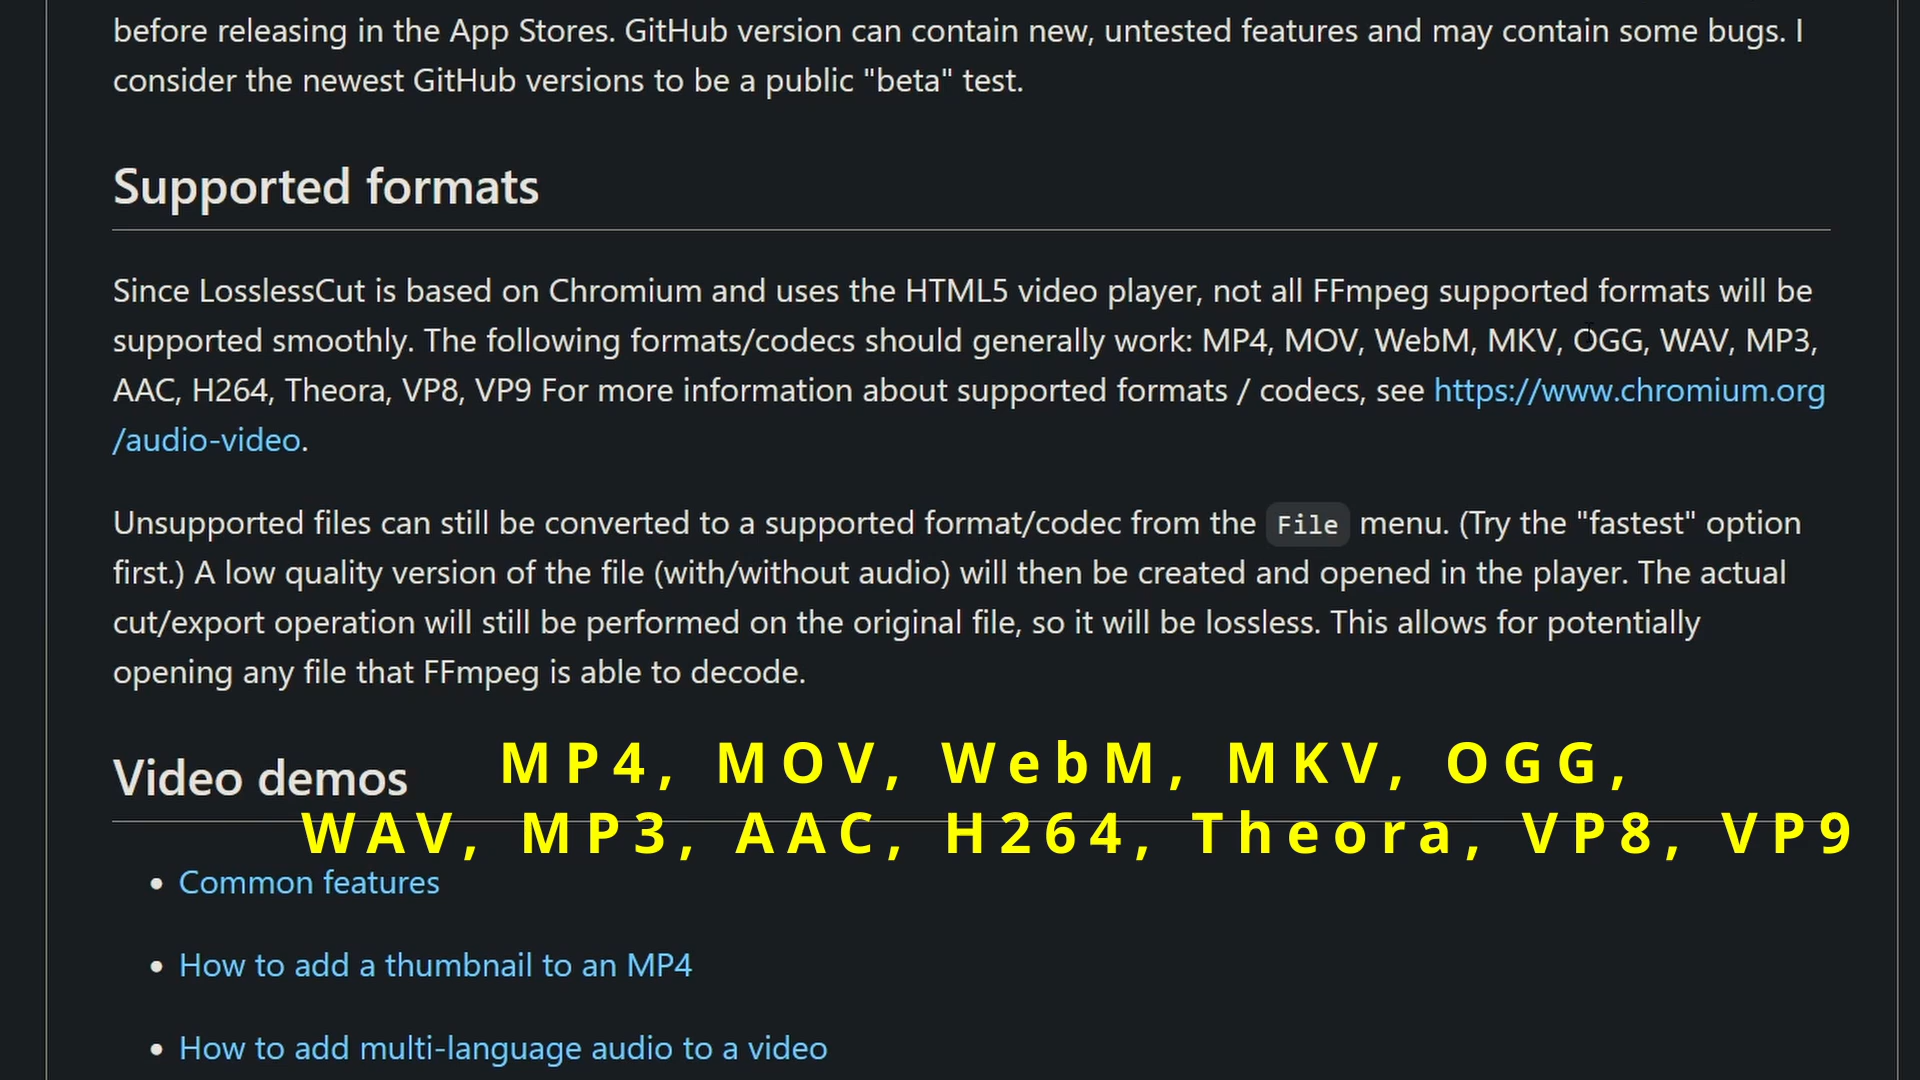 before releasing in the App Stores. GitHub version can contain new, untested features and may contain some bugs. I
consider the newest GitHub versions to be a public "beta" test.
Supported formats
Since LosslessCut is based on Chromium and uses the HTML5 video player, not all FFmpeg supported formats will be
supported smoothly. The following formats/codecs should generally work: MP4, MOV, WebM, MKV, OGG, WAV, MP3,
AAC, H264, Theora, VP8, VP9 For more information about supported formats / codecs, see https://www.chromium.org
/audio-video.
Unsupported files can still be converted to a supported format/codec from the File menu. (Try the "fastest" option
first.) A low quality version of the file (with/without audio) will then be created and opened in the player. The actual
cut/export operation will still be performed on the original file, so it will be lossless. This allows for potentially
opening any file that FFmpeg is able to decode.
Video demos
MP4, MOV, WebM, MKV, OGG,
WAV, MP3, AAC, H264, Theora, VP8, VP9
• Common features
• How to add a thumbnail to an MP4
• How to add multi-language audio to a video